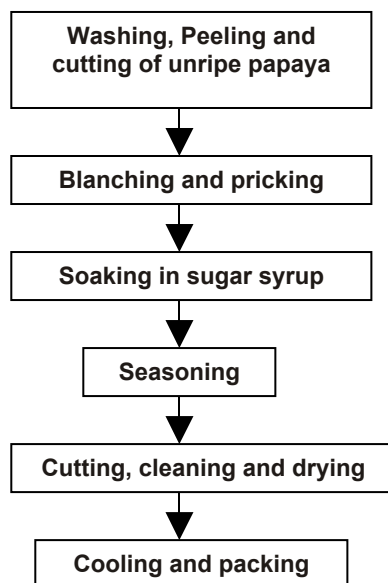 Washing, Peeling and
cutting of unripe papaya
Blanching and pricking
Soaking in sugar syrup
Seasoning
Cutting, cleaning and drying
Cooling and packing